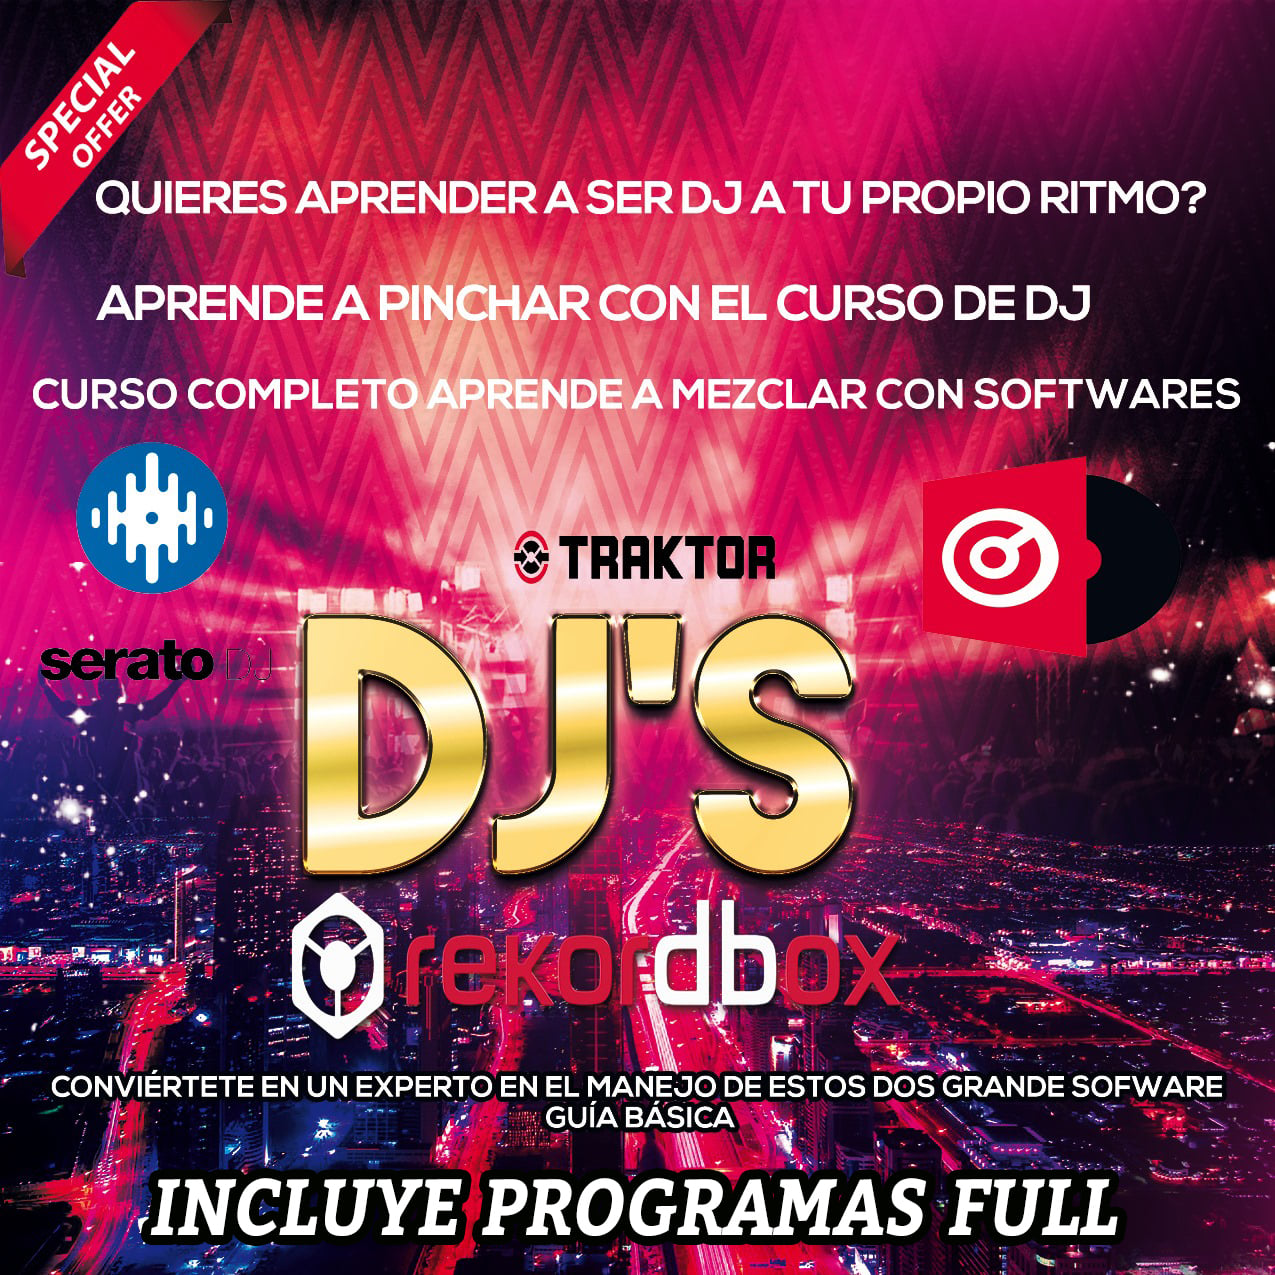 SPECIAL
OFFER
QUIERES APRENDER A SER DJ A TU PROPIO RITMO?
APRENDE A PINCHAR CON EL CURSO DE DJ
CURSO COMPLETO APRENDE A MEZCLAR CON SOFTWARES
TRAKTOR
serato DJ
DJ'S
rekordbox
CONVIÉRTETE EN UN EXPERTO EN EL MANEJO DE ESTOS DOS GRANDE SOFWARE
GUÍA BÁSICA
INCLUYE PROGRAMAS FULL